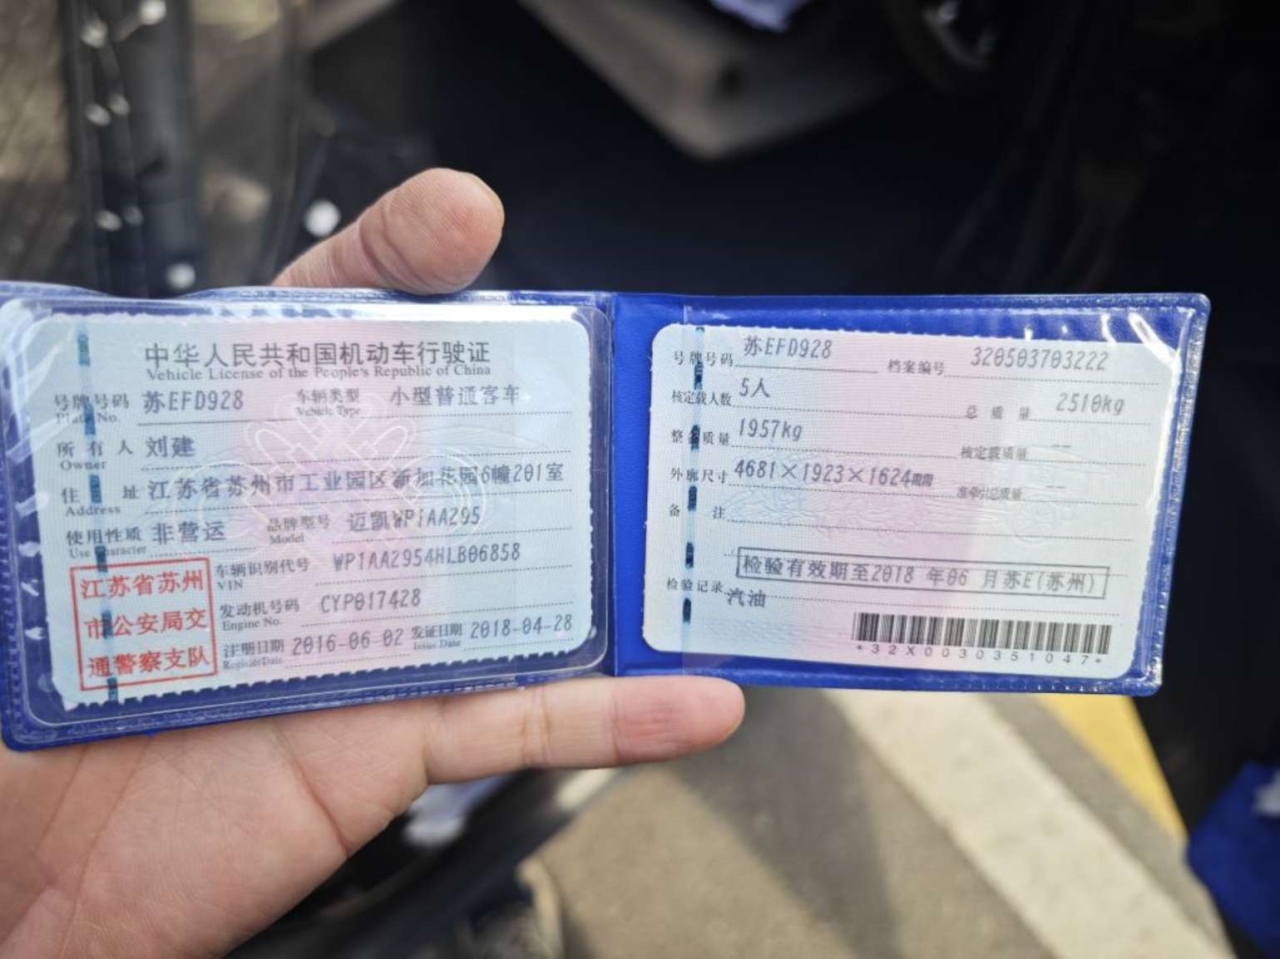 中华人民共和国机动车行驶证
Vehicle License of the People's Republic of China
号牌号码 苏EFD928 车辆类型 小型普通客车
Plate No. Vehicle Type
所有人 刘建
Owner
住址 江苏省苏州市工业园区新加花园6幢201室
Address
使用性质 非营运 品牌型号 迈凯WP1AA295
Use Character Model
江苏省苏州
市公安局交
通警察支队
车辆识别代号 WP1AA2954HLB06858
VIN
发动机号码 CYP017428
Engine No.
注册日期 2016-06-02 发证日期 2018-04-28
Register Date Issue Date
号牌号码 苏EFD928 档案编号 320503703222
核定载人数 5人 总质量 2510kg
整备质量 1957kg 核定载质量 --
外廓尺寸 4681×1923×1624mm 准牵引总质量 --
备注
检验有效期至2018 年06 月苏E(苏州)
检验记录
汽油
*32X0030351047*